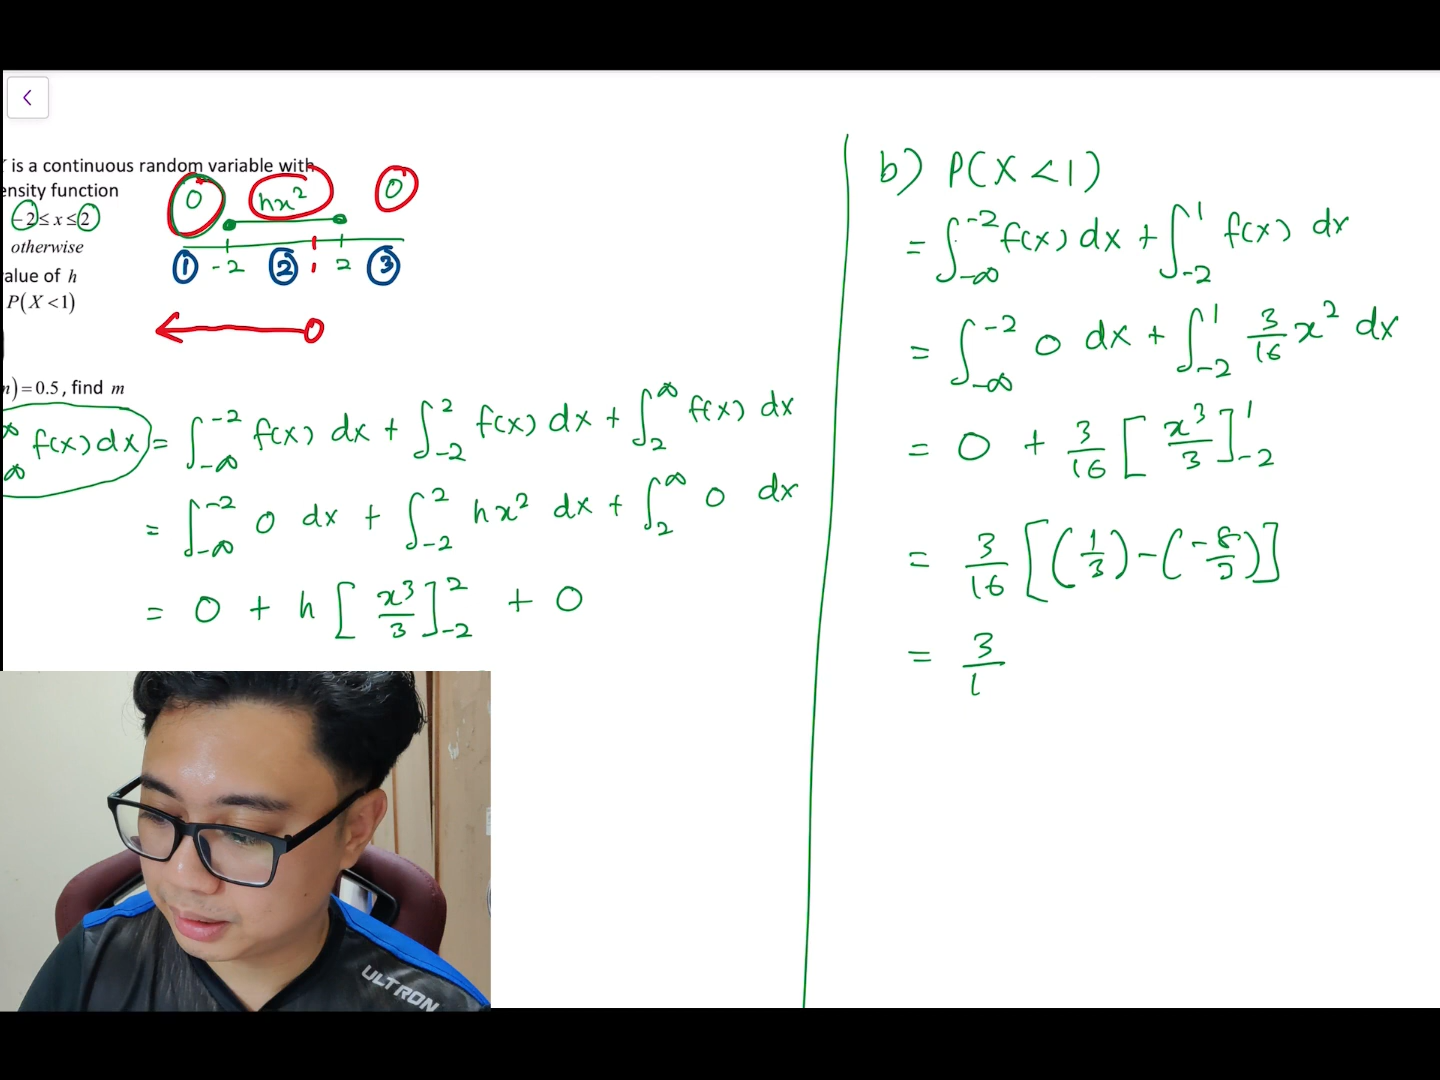 is a continuous random variable with
ensity function
-2 ≤ x ≤ 2
otherwise
alue of h
P(X < 1)
) = 0.5, find m
0 hx² 0
① -2 ② 1 2 ③
∞ f(x) dx = ∫_{-∞}^{-2} f(x) dx + ∫_{-2}^{2} f(x) dx + ∫_{2}^{∞} f(x) dx
= ∫_{-∞}^{-2} 0 dx + ∫_{-2}^{2} hx² dx + ∫_{2}^{∞} 0 dx
= 0 + h [x³/3]_{-2}^{2} + 0
b) P(X < 1)
= ∫_{-∞}^{-2} f(x) dx + ∫_{-2}^{1} f(x) dx
= ∫_{-∞}^{-2} 0 dx + ∫_{-2}^{1} 3/16 x² dx
= 0 + 3/16 [x³/3]_{-2}^{1}
= 3/16 [(1/3) - (-8/3)]
= 3/1
ULTRON